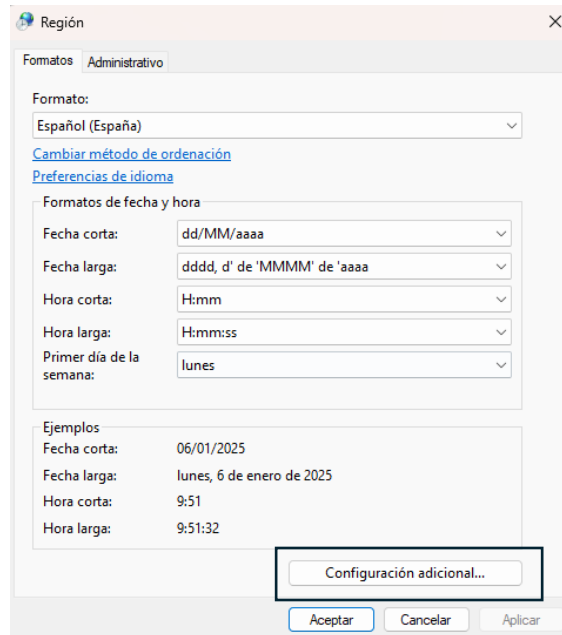 Región
Formatos Administrativo
Formato:
Español (España)
Cambiar método de ordenación
Preferencias de idioma
Formatos de fecha y hora
Fecha corta: dd/MM/aaaa
Fecha larga: dddd, d' de 'MMMM' de 'aaaa
Hora corta: H:mm
Hora larga: H:mm:ss
Primer día de la
semana: lunes
Ejemplos
Fecha corta: 06/01/2025
Fecha larga: lunes, 6 de enero de 2025
Hora corta: 9:51
Hora larga: 9:51:32
Configuración adicional...
Aceptar Cancelar Aplicar